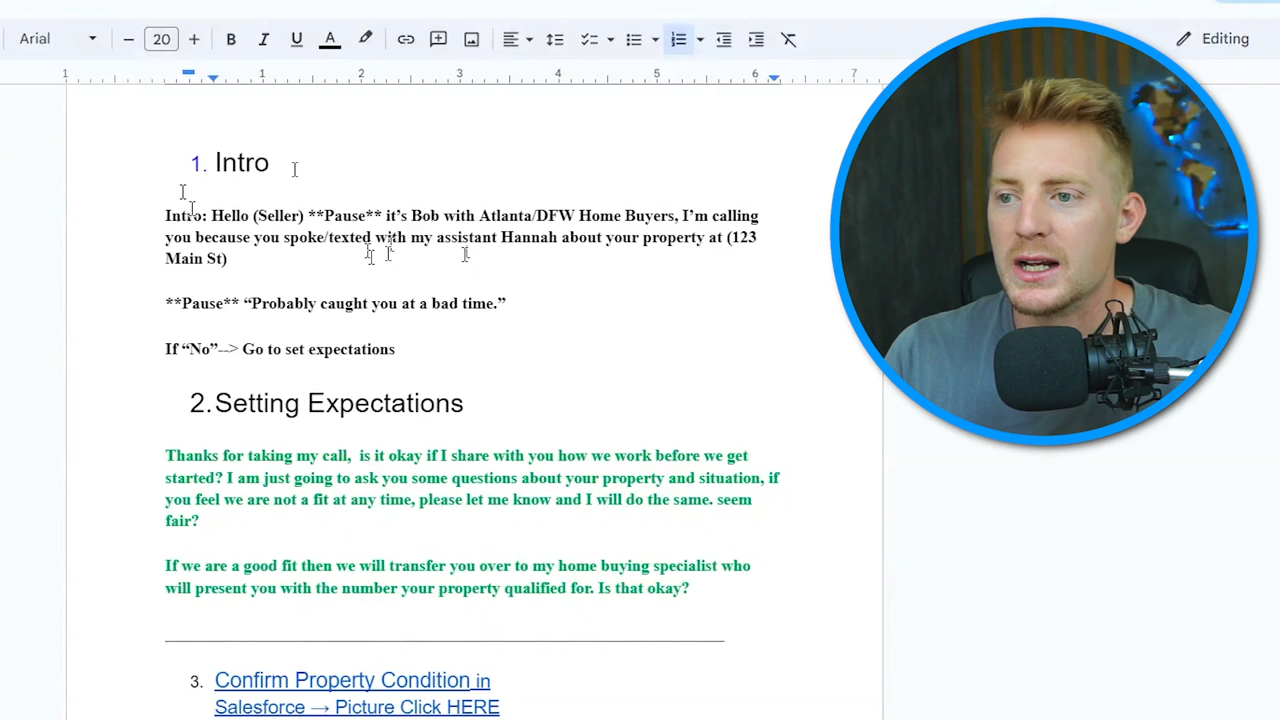 Arial
20
B I U A
Editing
1 1 2 3 4 5 6 7
1. Intro
Intro: Hello (Seller) **Pause** it’s Bob with Atlanta/DFW Home Buyers, I’m calling
you because you spoke/texted with my assistant Hannah about your property at (123
Main St)
**Pause** “Probably caught you at a bad time.”
If “No”--> Go to set expectations
2. Setting Expectations
Thanks for taking my call,  is it okay if I share with you how we work before we get
started? I am just going to ask you some questions about your property and situation, if
you feel we are not a fit at any time, please let me know and I will do the same. seem
fair?
If we are a good fit then we will transfer you over to my home buying specialist who
will present you with the number your property qualified for. Is that okay?
3. Confirm Property Condition in
Salesforce → Picture Click HERE